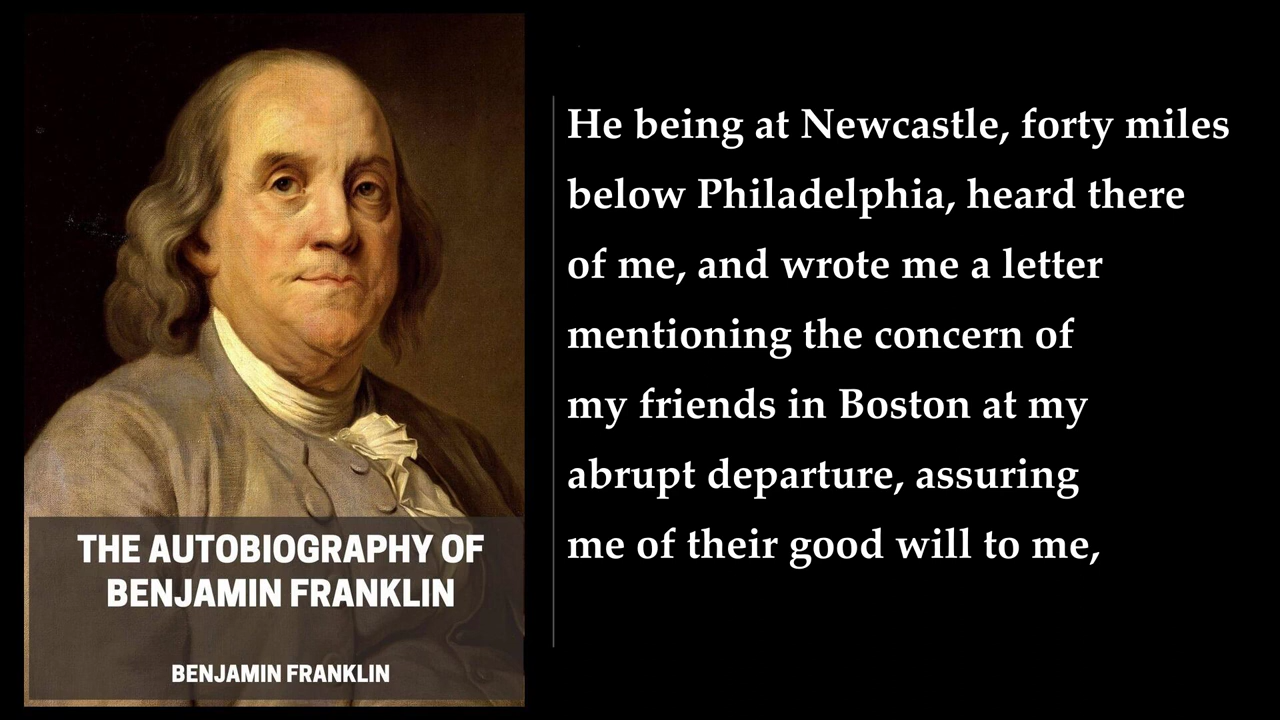 THE AUTOBIOGRAPHY OF
BENJAMIN FRANKLIN
BENJAMIN FRANKLIN
He being at Newcastle, forty miles
below Philadelphia, heard there
of me, and wrote me a letter
mentioning the concern of
my friends in Boston at my
abrupt departure, assuring
me of their good will to me,